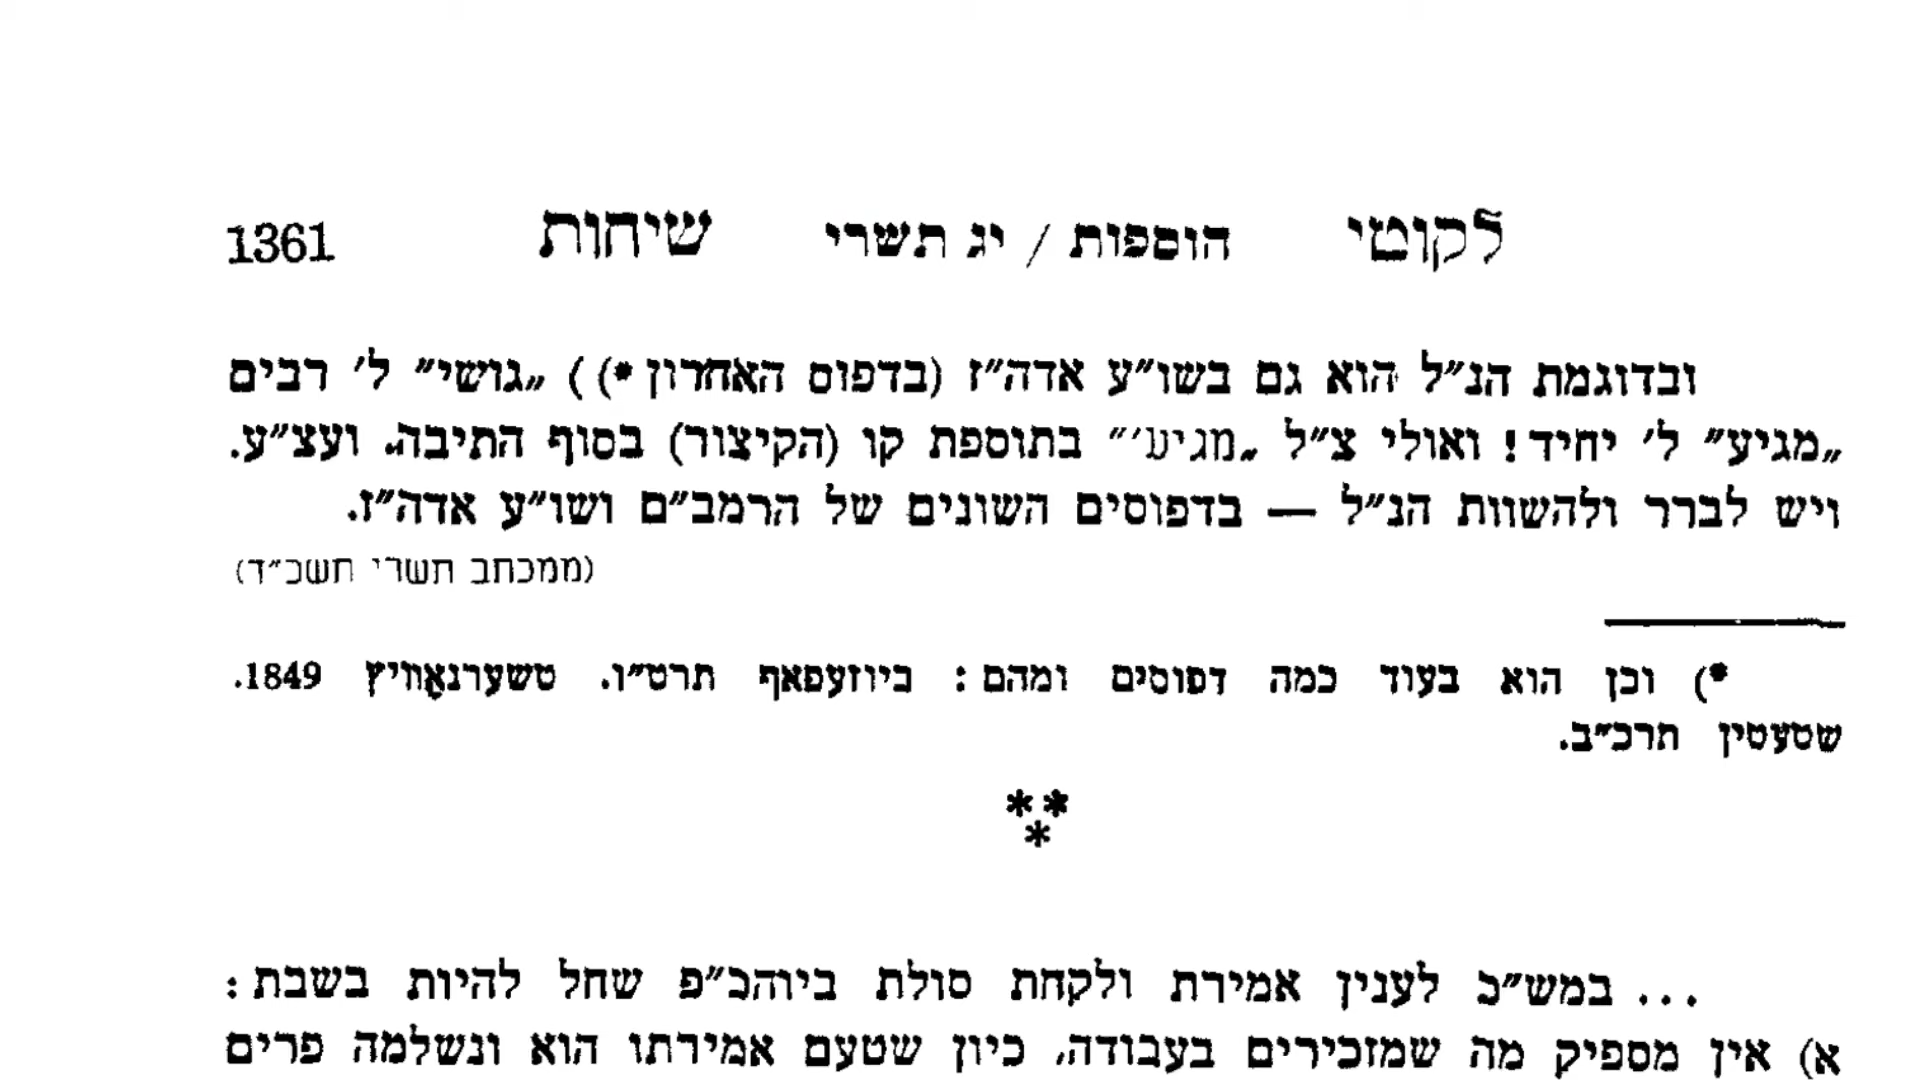 לקוטי הוספות / יג תשרי שיחות 1361
ובדוגמת הנ״ל הוא גם בשו״ע אדה״ז (בדפוס האחרון*)) „גושי״ ל׳ רבים
„מגיע״ ל׳ יחיד! ואולי צ״ל „מגיע׳״ בתוספת קו (הקיצור) בסוף התיבה. ועצ״ע.
ויש לברר ולהשוות הנ״ל — בדפוסים השונים של הרמב״ם ושו״ע אדה״ז.
(ממכתב תשרי תשכ״ד)
*) וכן הוא בעוד כמה דפוסים ומהם: ביוזעפאף תרט״ו. טשערנאָוויץ 1849.
שטעטין תרכ״ב.
* *
*
... במש״כ לענין אמירת ולקחת סולת ביוהכ״פ שחל להיות בשבת:
א) אין מספיק מה שמזכירים בעבודה, כיון שטעם אמירתו הוא ונשלמה פרים